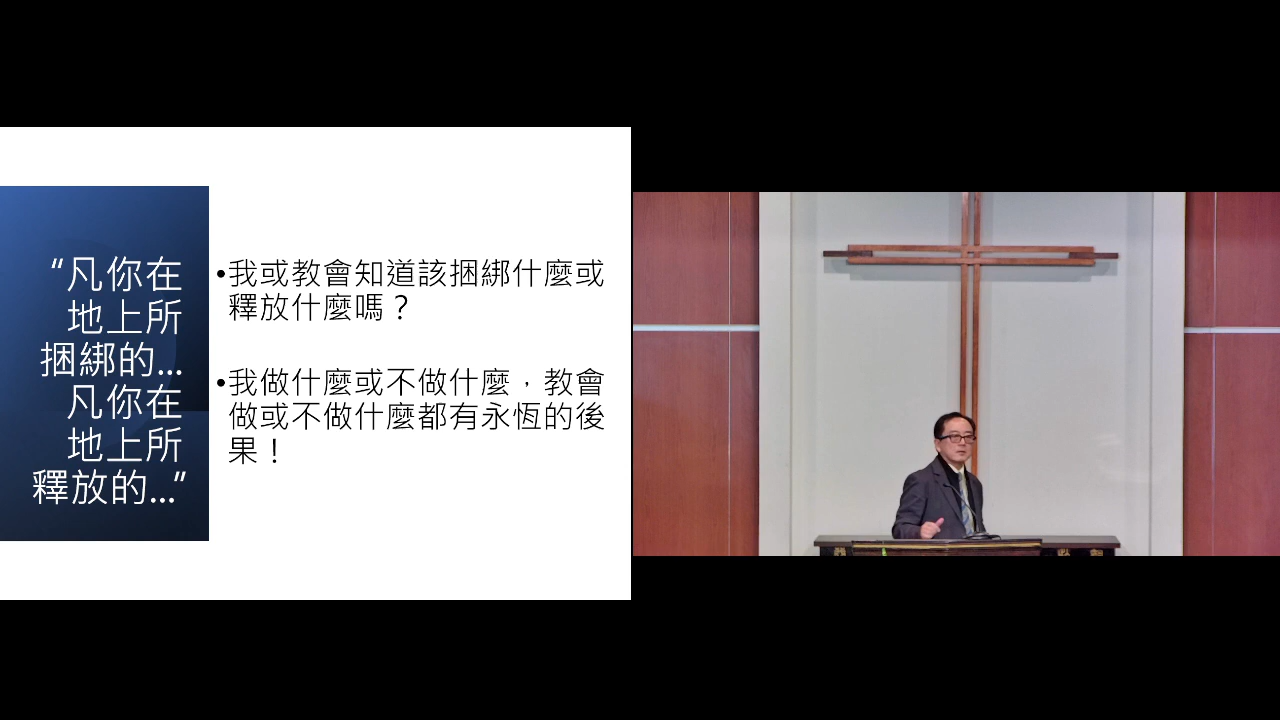 “凡你在
地上所
捆綁的...
凡你在
地上所
釋放的...”
•我或教會知道該捆綁什麼或
釋放什麼嗎？
•我做什麼或不做什麼，教會
做或不做什麼都有永恆的後
果！